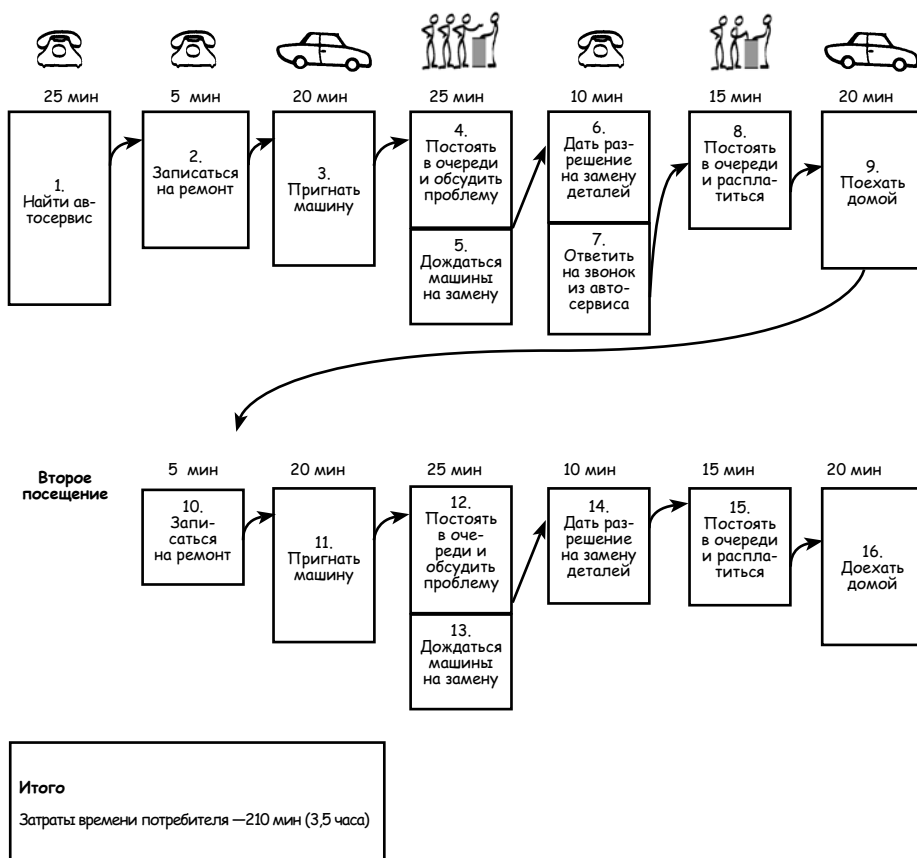 25 мин
5 мин
20 мин
25 мин
10 мин
15 мин
20 мин
1.
Найти ав-
тосервис
2.
Записаться
на ремонт
3.
Пригнать
машину
4.
Постоять
в очереди
и обсудить
проблему
5.
Дождаться
машины
на замену
6.
Дать раз-
решение
на замену
деталей
7.
Ответить
на звонок
из авто-
сервиса
8.
Постоять
в очереди
и распла-
титься
9.
Поехать
домой
Второе
посещение
5 мин
20 мин
25 мин
10 мин
15 мин
20 мин
10.
Запи-
саться
на ремонт
11.
Пригнать
машину
12.
Постоять
в оче-
реди и
обсудить
проблему
13.
Дождаться
машины
на замену
14.
Дать раз-
решение
на замену
деталей
15.
Постоять
в очереди
и распла-
титься
16.
Доехать
домой
Итого
Затраты времени потребителя —210 мин (3,5 часа)